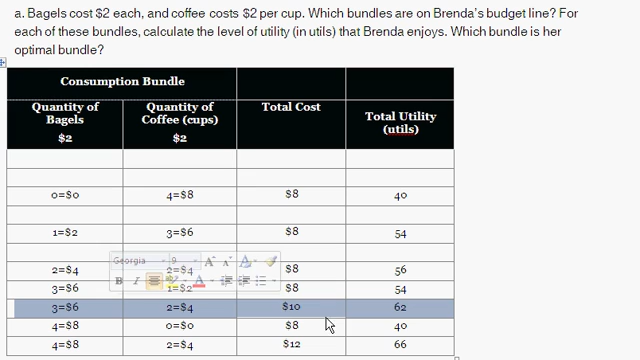 a. Bagels cost $2 each, and coffee costs $2 per cup. Which bundles are on Brenda's budget line? For
each of these bundles, calculate the level of utility (in utils) that Brenda enjoys. Which bundle is her
optimal bundle?
Consumption Bundle
Quantity of Bagels $2 Quantity of Coffee (cups) $2 Total Cost Total Utility (utils)
0=$0 4=$8 $8 40
1=$2 3=$6 $8 54
Georgia 9 A A A
2=$4 2=$4 $8 56
B I A
3=$6 1=$2 $8 54
3=$6 2=$4 $10 62
4=$8 0=$0 $8 40
4=$8 2=$4 $12 66